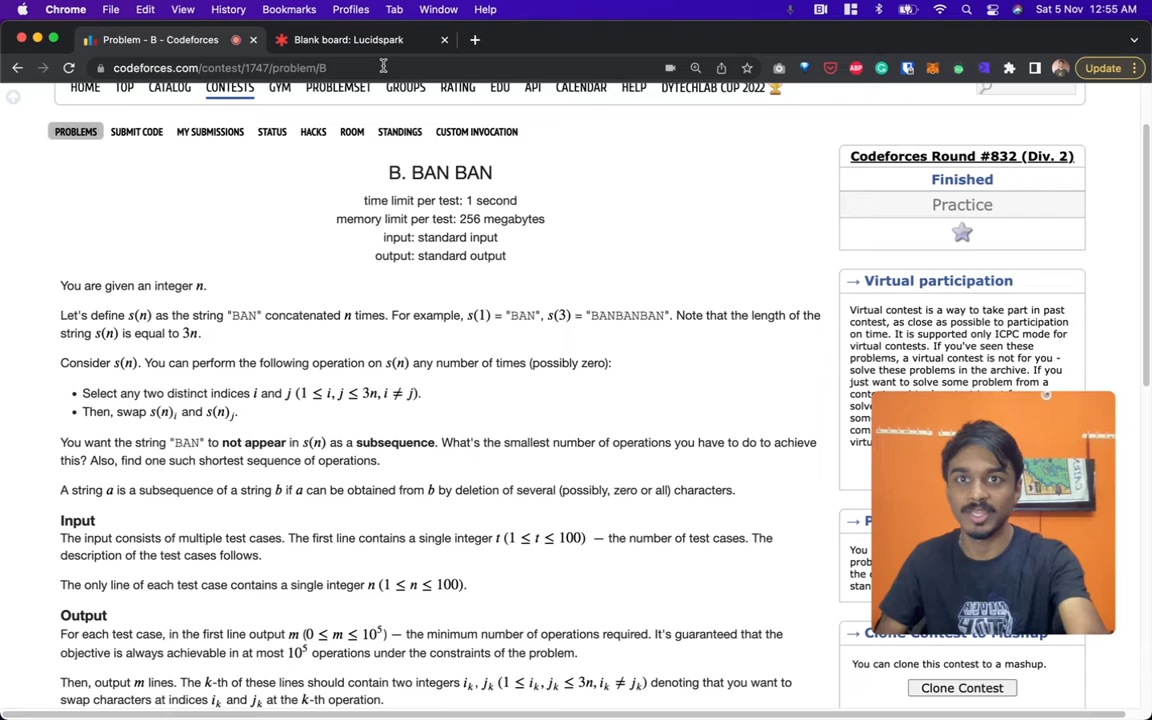 Chrome File Edit View History Bookmarks Profiles Tab Window Help Sat 5 Nov 12:55 AM
Problem - B - Codeforces Blank board: Lucidspark
codeforces.com/contest/1747/problem/B Update
HOME TOP CATALOG CONTESTS GYM PROBLEMSET GROUPS RATING EDU API CALENDAR HELP DYTECHLAB CUP 2022
PROBLEMS SUBMIT CODE MY SUBMISSIONS STATUS HACKS ROOM STANDINGS CUSTOM INVOCATION
B. BAN BAN
time limit per test: 1 second
memory limit per test: 256 megabytes
input: standard input
output: standard output
You are given an integer n.
Let's define s(n) as the string "BAN" concatenated n times. For example, s(1) = "BAN", s(3) = "BANBANBAN". Note that the length of the
string s(n) is equal to 3n.
Consider s(n). You can perform the following operation on s(n) any number of times (possibly zero):
• Select any two distinct indices i and j (1 ≤ i, j ≤ 3n, i ≠ j).
• Then, swap s(n)i and s(n)j.
You want the string "BAN" to not appear in s(n) as a subsequence. What's the smallest number of operations you have to do to achieve
this? Also, find one such shortest sequence of operations.
A string a is a subsequence of a string b if a can be obtained from b by deletion of several (possibly, zero or all) characters.
Input
The input consists of multiple test cases. The first line contains a single integer t (1 ≤ t ≤ 100) — the number of test cases. The
description of the test cases follows.
The only line of each test case contains a single integer n (1 ≤ n ≤ 100).
Output
For each test case, in the first line output m (0 ≤ m ≤ 10⁵) — the minimum number of operations required. It's guaranteed that the
objective is always achievable in at most 10⁵ operations under the constraints of the problem.
Then, output m lines. The k-th of these lines should contain two integers ik, jk (1 ≤ ik, jk ≤ 3n, ik ≠ jk) denoting that you want to
swap characters at indices ik and jk at the k-th operation.
Codeforces Round #832 (Div. 2)
Finished
Practice
→ Virtual participation
Virtual contest is a way to take part in past
contest, as close as possible to participation
on time. It is supported only ICPC mode for
virtual contests. If you've seen these
problems, a virtual contest is not for you -
solve these problems in the archive. If you
just want to solve some problem from a
→ Clone Contest to Mashup
You can clone this contest to a mashup.
Clone Contest